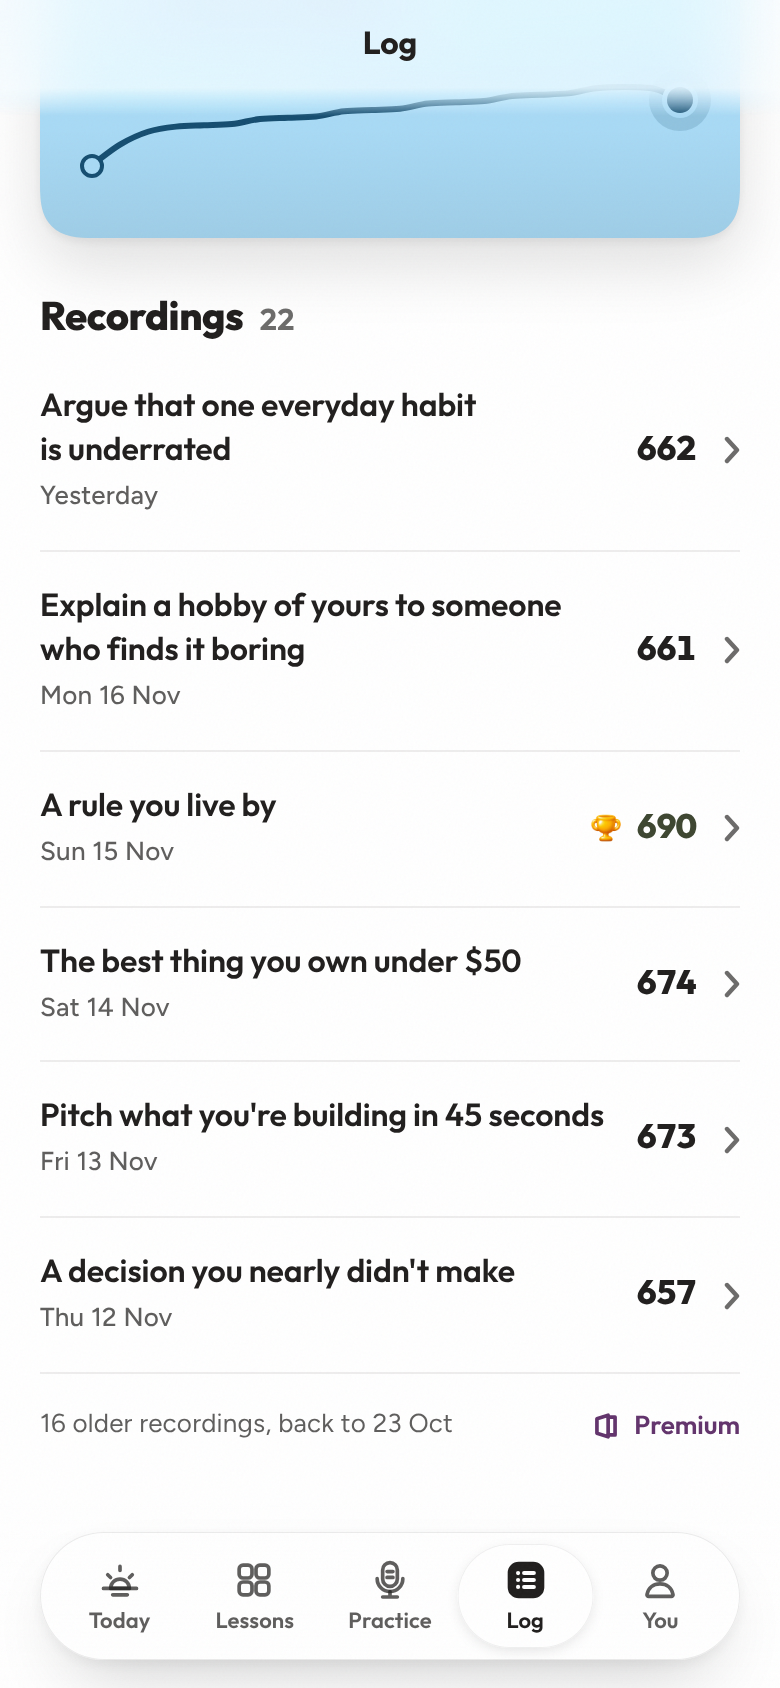 Log
Recordings 22
Argue that one everyday habit
is underrated
662
Yesterday
Explain a hobby of yours to someone
who finds it boring
661
Mon 16 Nov
A rule you live by
🏆 690
Sun 15 Nov
The best thing you own under $50
674
Sat 14 Nov
Pitch what you're building in 45 seconds
673
Fri 13 Nov
A decision you nearly didn't make
657
Thu 12 Nov
16 older recordings, back to 23 Oct
Premium
Today
Lessons
Practice
Log
You